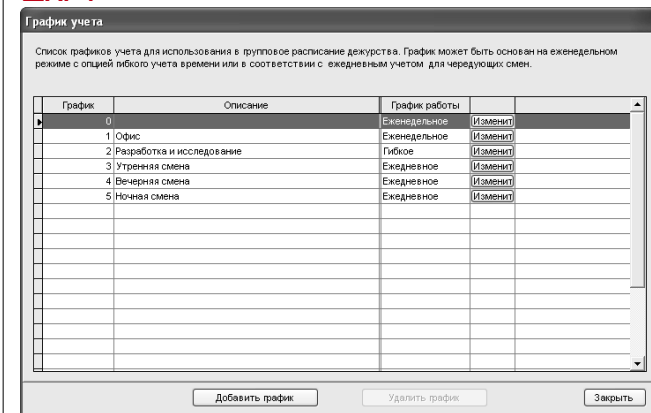 График учета
Список графиков учета для использования в групповое расписание дежурства. График может быть основан на еженедельном
режиме с опцией гибкого учета времени или в соответствии с ежедневным учетом для чередующих смен.
График Описание График работы
0 Еженедельное Изменит
1 Офис Еженедельное Изменит
2 Разработка и исследование Гибкое Изменит
3 Утренняя смена Ежедневное Изменит
4 Вечерняя смена Ежедневное Изменит
5 Ночная смена Ежедневное Изменит
Добавить график Удалить график Закрыть